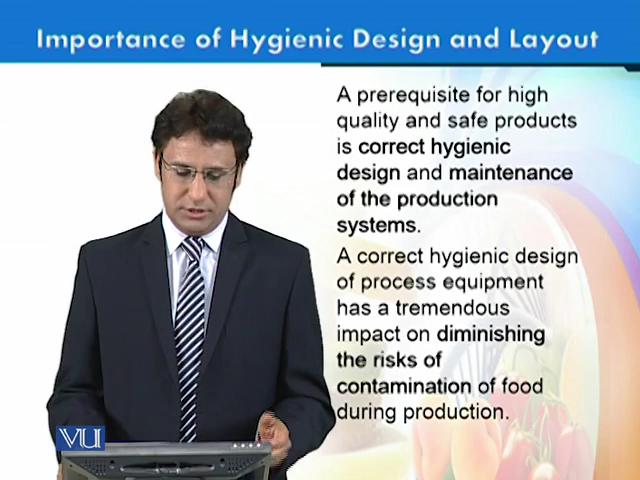 Importance of Hygienic Design and Layout
A prerequisite for high
quality and safe products
is correct hygienic
design and maintenance
of the production
systems.
A correct hygienic design
of process equipment
has a tremendous
impact on diminishing
the risks of
contamination of food
during production.
VU